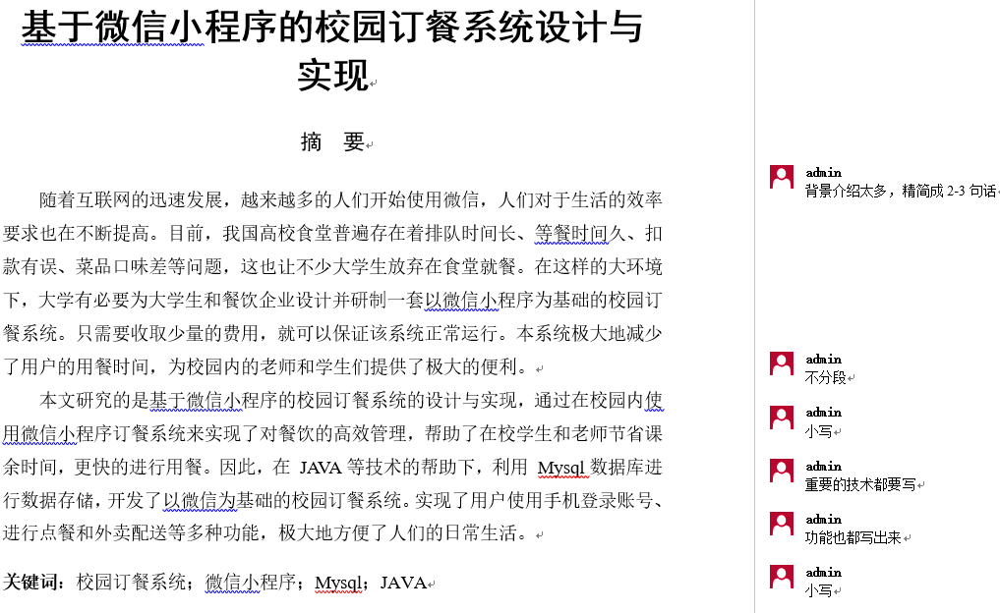 基于微信小程序的校园订餐系统设计与
实现
摘　要
随着互联网的迅速发展，越来越多的人们开始使用微信，人们对于生活的效率
要求也在不断提高。目前，我国高校食堂普遍存在着排队时间长、等餐时间久、扣
款有误、菜品口味差等问题，这也让不少大学生放弃在食堂就餐。在这样的大环境
下，大学有必要为大学生和餐饮企业设计并研制一套以微信小程序为基础的校园订
餐系统。只需要收取少量的费用，就可以保证该系统正常运行。本系统极大地减少
了用户的用餐时间，为校园内的老师和学生们提供了极大的便利。
本文研究的是基于微信小程序的校园订餐系统的设计与实现，通过在校园内使
用微信小程序订餐系统来实现了对餐饮的高效管理，帮助了在校学生和老师节省课
余时间，更快的进行用餐。因此，在 JAVA 等技术的帮助下，利用 Mysql 数据库进
行数据存储，开发了以微信为基础的校园订餐系统。实现了用户使用手机登录账号、
进行点餐和外卖配送等多种功能，极大地方便了人们的日常生活。
关键词：校园订餐系统；微信小程序；Mysql；JAVA
admin
背景介绍太多，精简成 2-3 句话
admin
不分段
admin
小写
admin
重要的技术都要写
admin
功能也都写出来
admin
小写